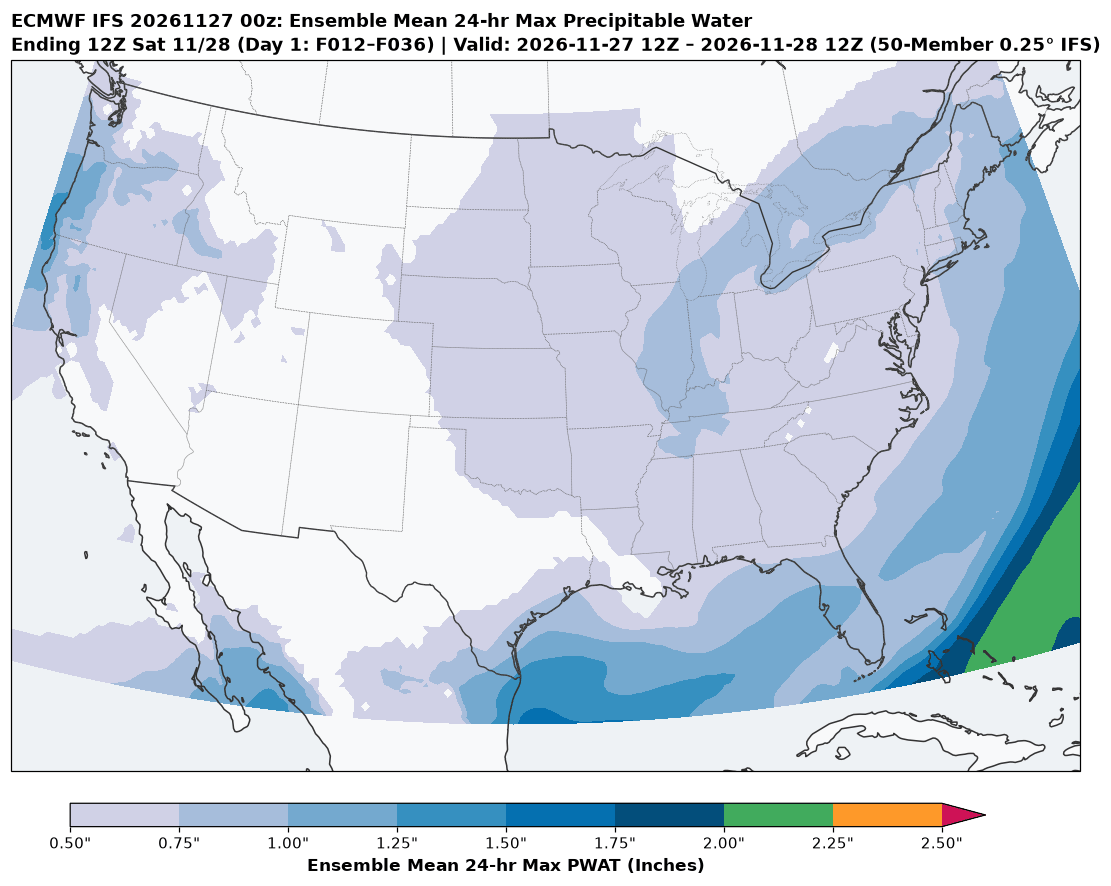 ECMWF IFS 20261127 00z: Ensemble Mean 24-hr Max Precipitable Water
Ending 12Z Sat 11/28 (Day 1: F012–F036) | Valid: 2026-11-27 12Z – 2026-11-28 12Z (50-Member 0.25° IFS)
0.50" 0.75" 1.00" 1.25" 1.50" 1.75" 2.00" 2.25" 2.50"
Ensemble Mean 24-hr Max PWAT (Inches)